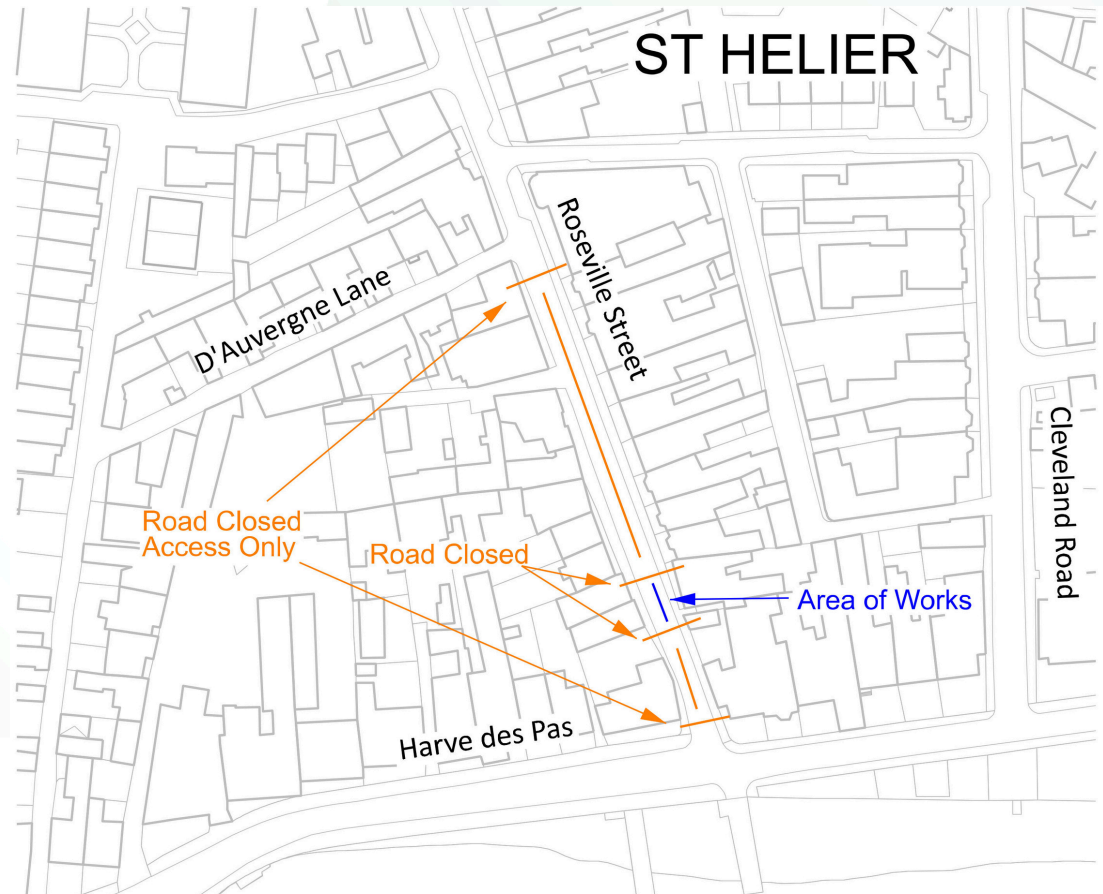 ST HELIER
Roseville Street
D'Auvergne Lane
Cleveland Road
Road Closed
Access Only
Road Closed
Area of Works
Harve des Pas